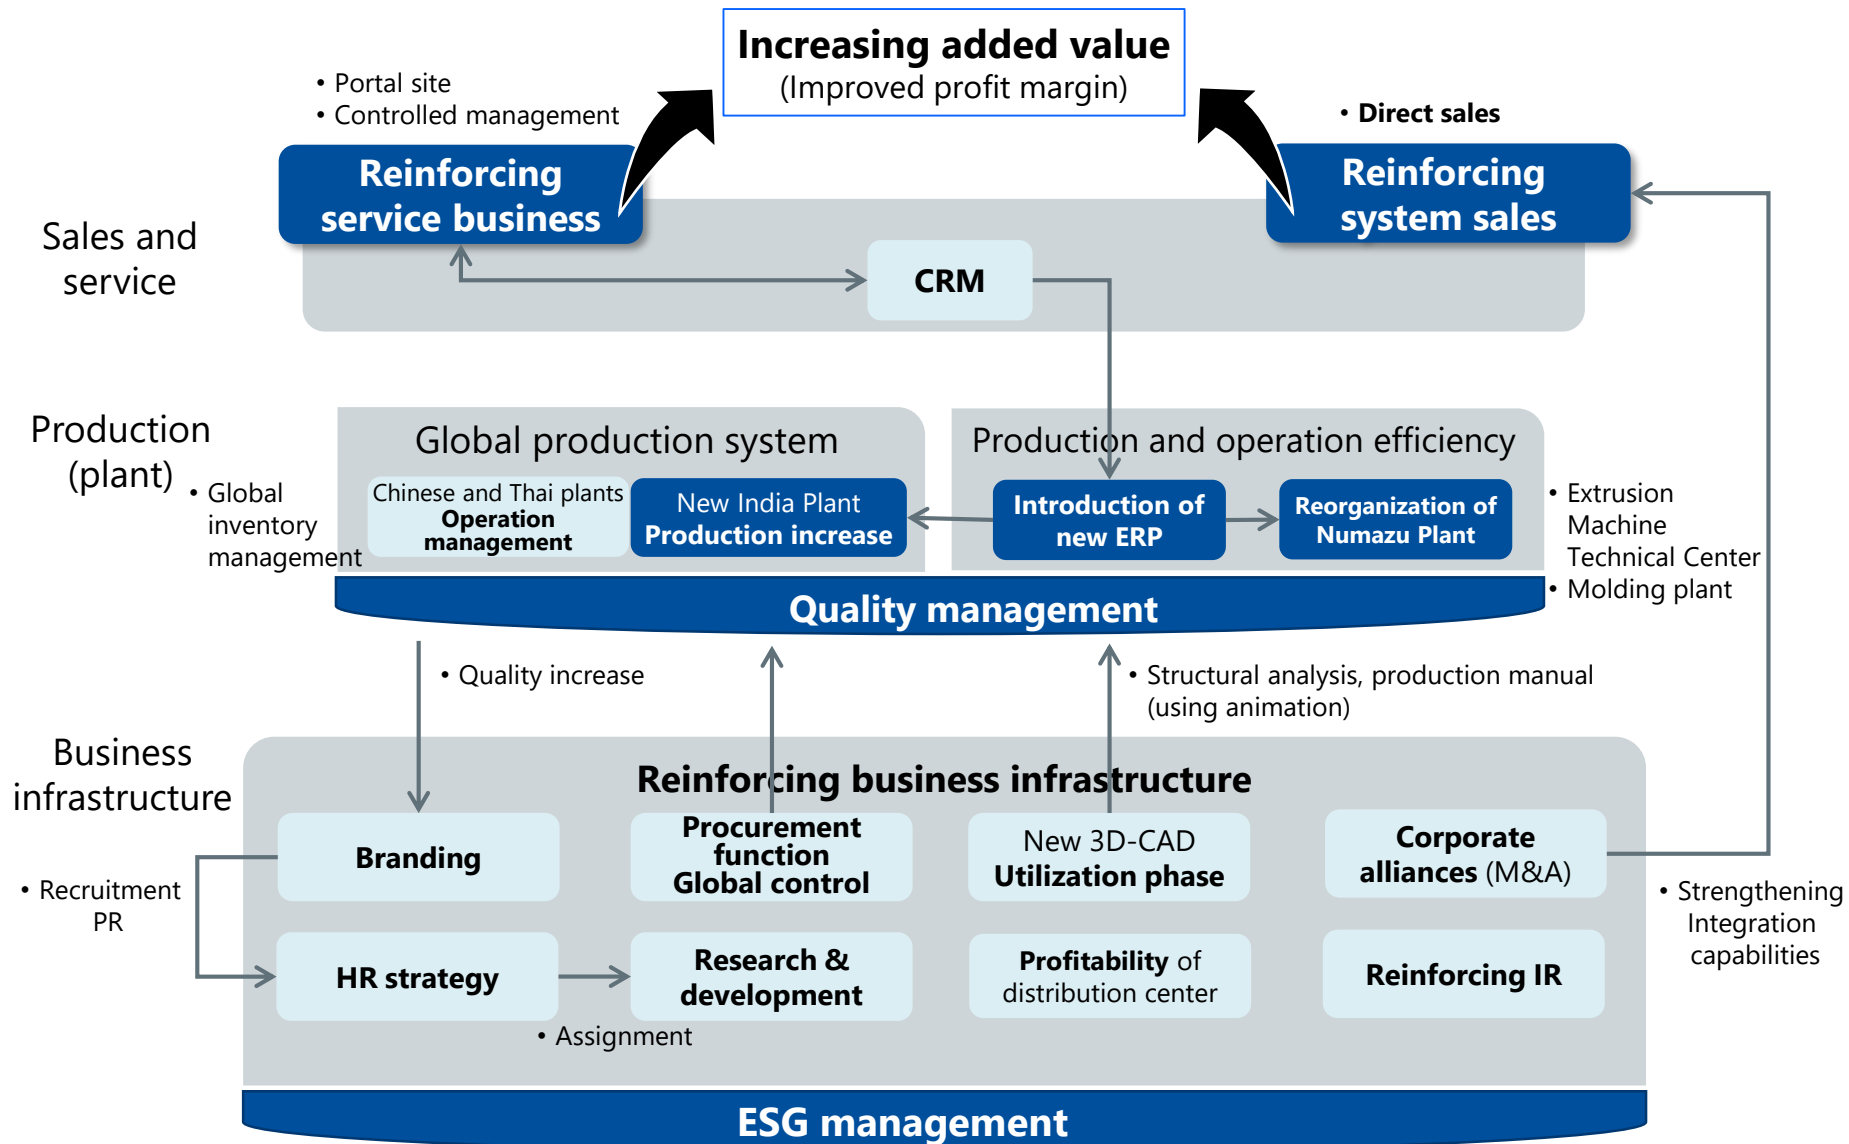 Increasing added value
(Improved profit margin)
• Portal site
• Controlled management
• Direct sales
Reinforcing
service business
Reinforcing
system sales
Sales and
service
CRM
Production
(plant)
Global production system
Production and operation efficiency
• Global
inventory
management
Chinese and Thai plants
Operation
management
New India Plant
Production increase
Introduction of
new ERP
Reorganization of
Numazu Plant
• Extrusion
Machine
Technical Center
• Molding plant
Quality management
• Quality increase
• Structural analysis, production manual
(using animation)
Business
infrastructure
Reinforcing business infrastructure
Branding
Procurement
function
Global control
New 3D-CAD
Utilization phase
Corporate
alliances (M&A)
• Recruitment
PR
• Strengthening
Integration
capabilities
HR strategy
Research &
development
Profitability of
distribution center
Reinforcing IR
• Assignment
ESG management